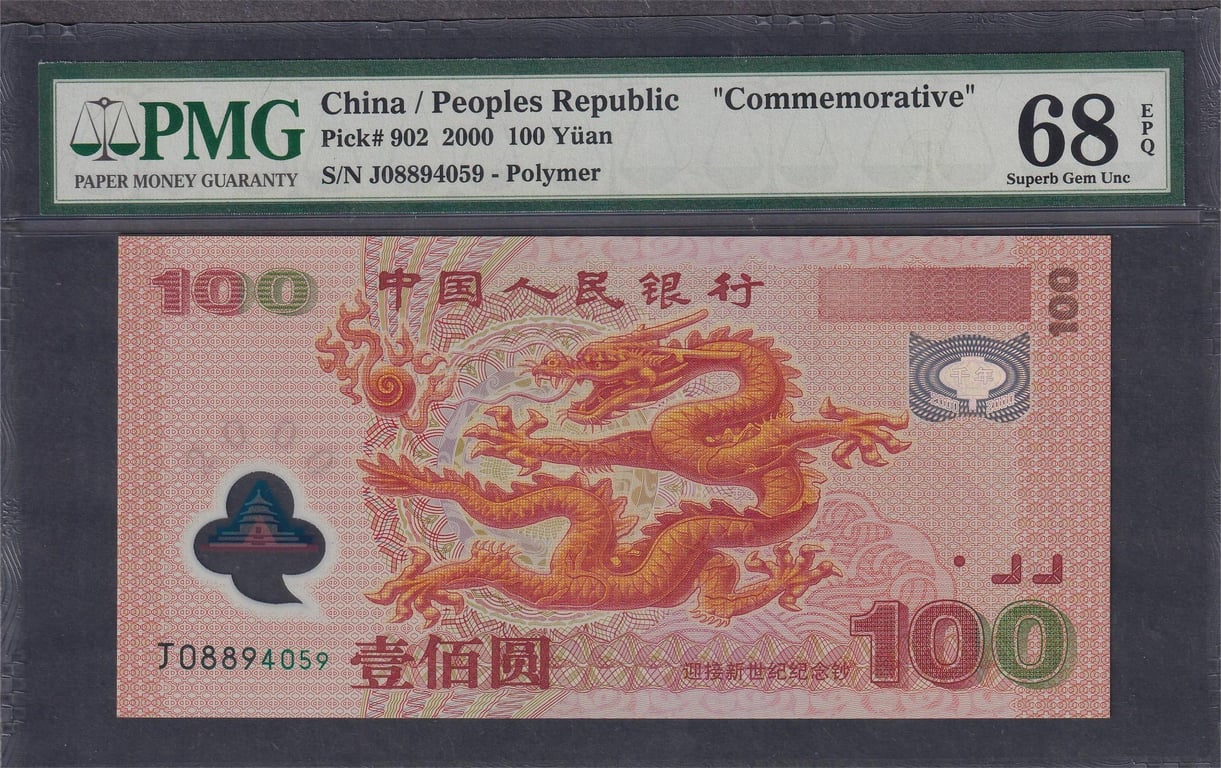 PMG
PAPER MONEY GUARANTY
China / Peoples Republic "Commemorative"
Pick# 902 2000 100 Yüan
S/N J08894059 - Polymer
68
EPQ
Superb Gem Unc
100
中国人民银行
100
千年
J08894059
壹佰圆
迎接新世纪纪念钞
100